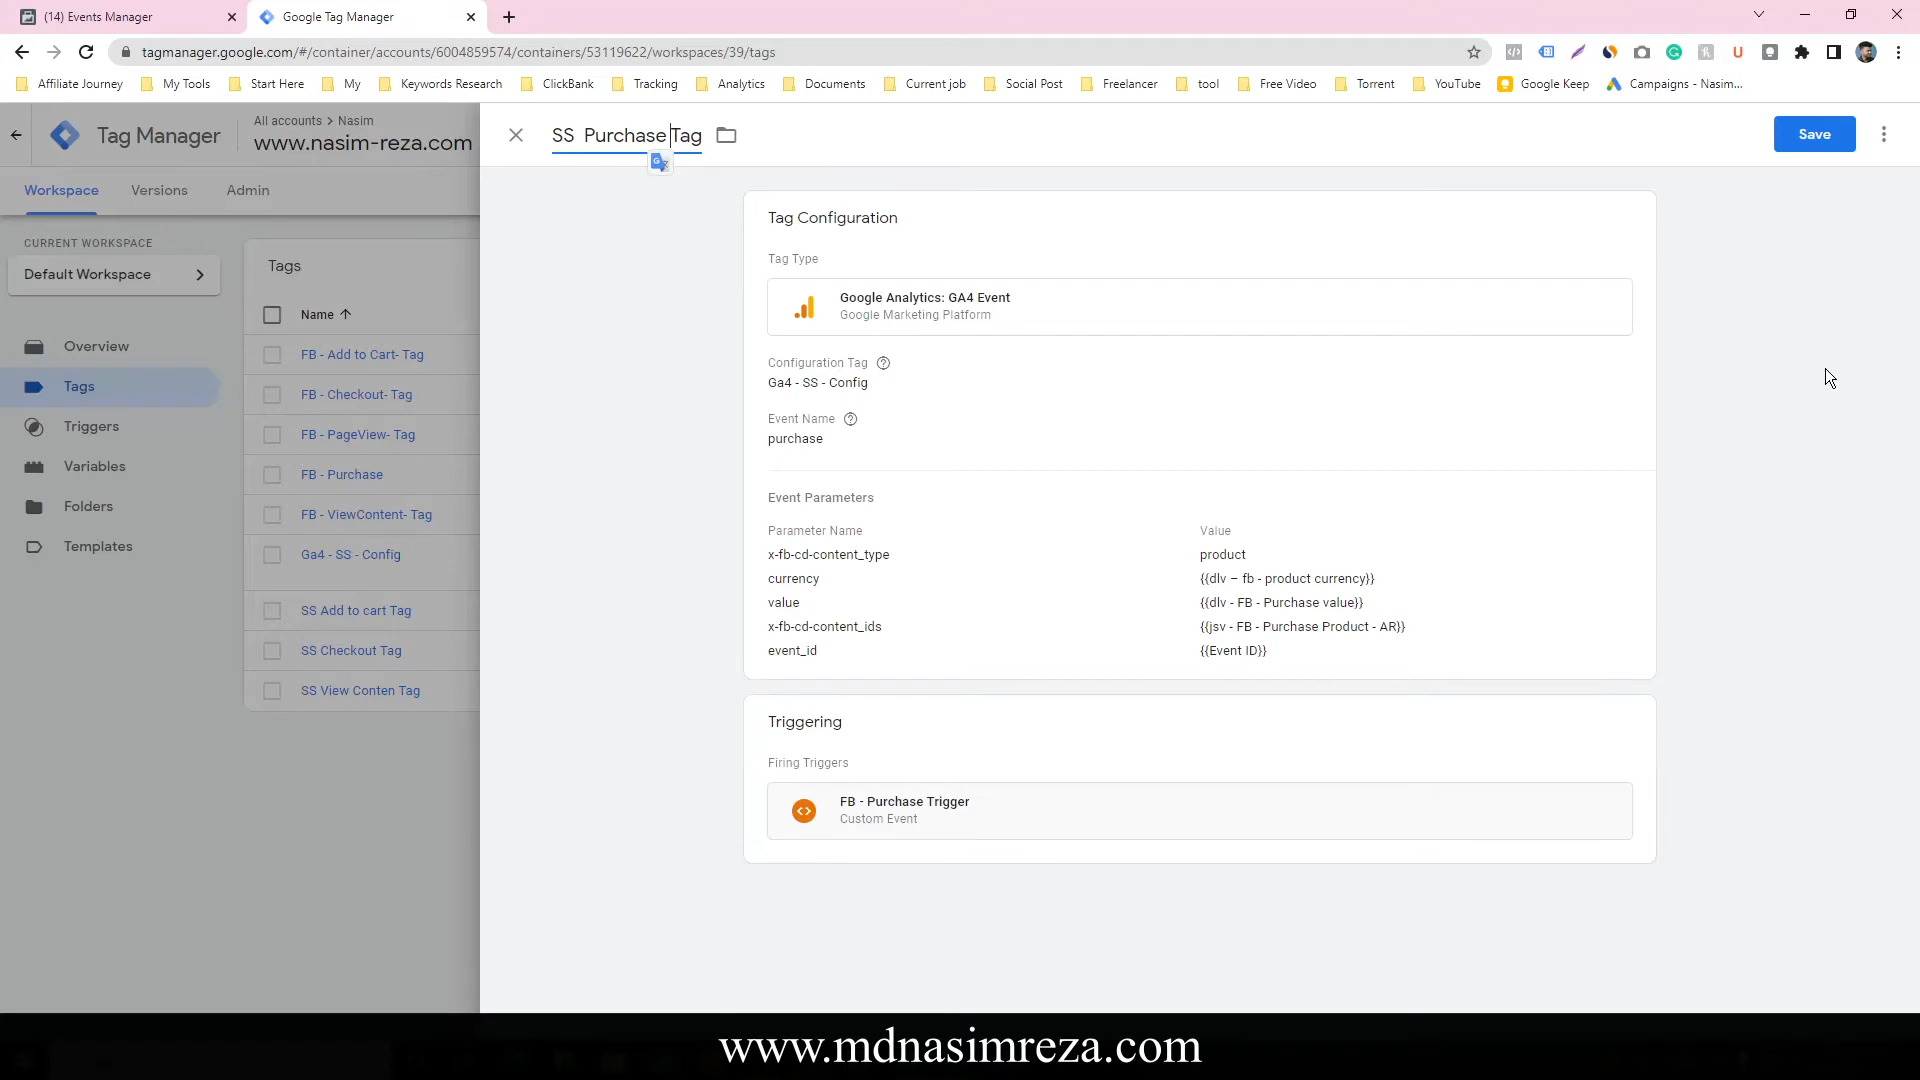 (14) Events Manager
Google Tag Manager
tagmanager.google.com/#/container/accounts/6004859574/containers/53119622/workspaces/39/tags
Affiliate Journey
My Tools
Start Here
My
Keywords Research
ClickBank
Tracking
Analytics
Documents
Current job
Social Post
Freelancer
tool
Free Video
Torrent
YouTube
Google Keep
Campaigns - Nasim...
Tag Manager
All accounts > Nasim
www.nasim-reza.com
SS  Purchase Tag
Save
Workspace
Versions
Admin
CURRENT WORKSPACE
Default Workspace
Overview
Tags
Triggers
Variables
Folders
Templates
Tags
Name
FB - Add to Cart- Tag
FB - Checkout- Tag
FB - PageView- Tag
FB - Purchase
FB - ViewContent- Tag
Ga4 - SS - Config
SS Add to cart Tag
SS Checkout Tag
SS View Conten Tag
Tag Configuration
Tag Type
Google Analytics: GA4 Event
Google Marketing Platform
Configuration Tag
Ga4 - SS - Config
Event Name
purchase
Event Parameters
Parameter Name
Value
x-fb-cd-content_type
product
currency
{{dlv – fb - product currency}}
value
{{dlv - FB - Purchase value}}
x-fb-cd-content_ids
{{jsv - FB - Purchase Product - AR}}
event_id
{{Event ID}}
Triggering
Firing Triggers
FB - Purchase Trigger
Custom Event
www.mdnasimreza.com